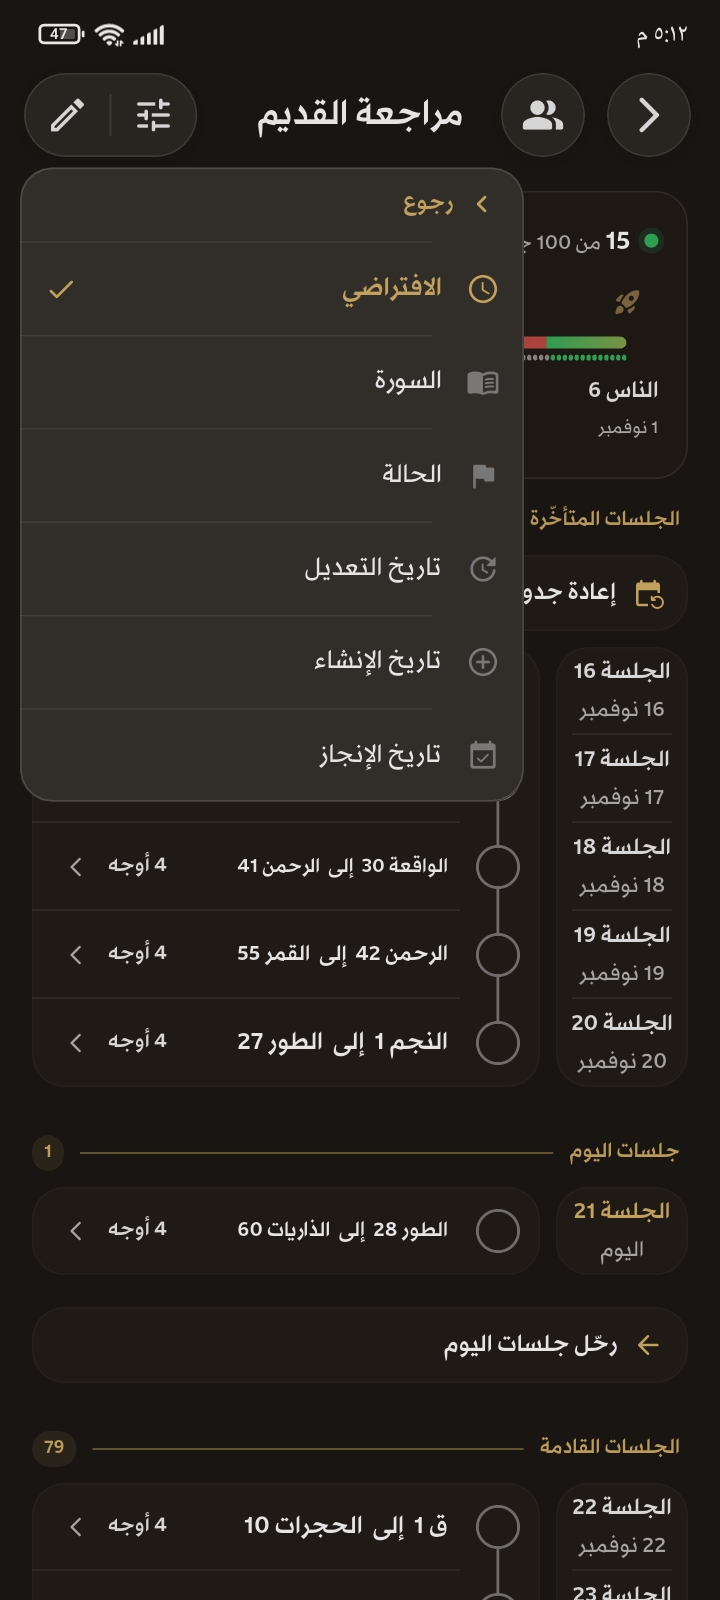 ٥:١٢ م
47
مراجعة القديم
رجوع
الافتراضي
السورة
الحالة
تاريخ التعديل
تاريخ الإنشاء
تاريخ الإنجاز
15 من 100
الناس 6
1 نوفمبر
الجلسات المتأخّرة
إعادة
الجلسة 16
16 نوفمبر
الجلسة 17
17 نوفمبر
الجلسة 18
18 نوفمبر
الواقعة 30 إلى الرحمن 41
4 أوجه
الجلسة 19
19 نوفمبر
الرحمن 42 إلى القمر 55
4 أوجه
الجلسة 20
20 نوفمبر
النجم 1 إلى الطور 27
4 أوجه
جلسات اليوم
1
الجلسة 21
اليوم
الطور 28 إلى الذاريات 60
4 أوجه
رحّل جلسات اليوم
الجلسات القادمة
79
الجلسة 22
22 نوفمبر
ق 1 إلى الحجرات 10
4 أوجه
الجلسة 23